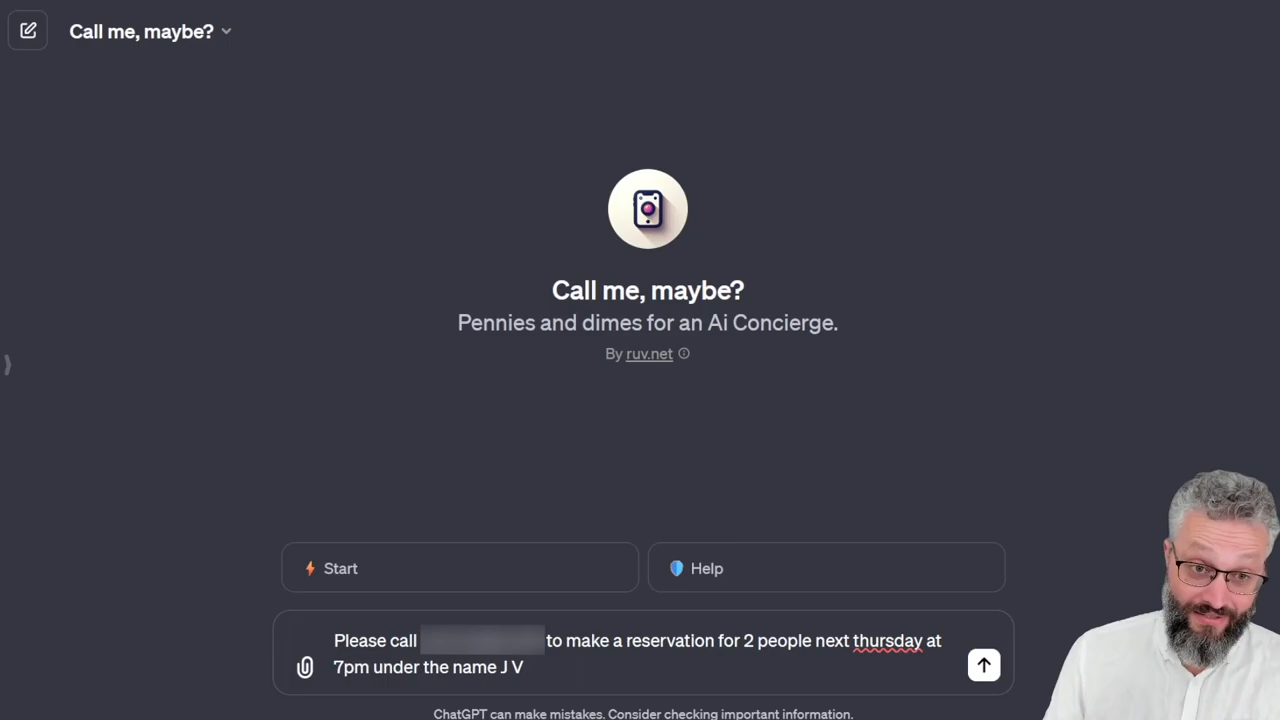 Call me, maybe?
Call me, maybe?
Pennies and dimes for an Ai Concierge.
By ruv.net
Start
Help
Please call to make a reservation for 2 people next thursday at
7pm under the name J V
ChatGPT can make mistakes. Consider checking important information.